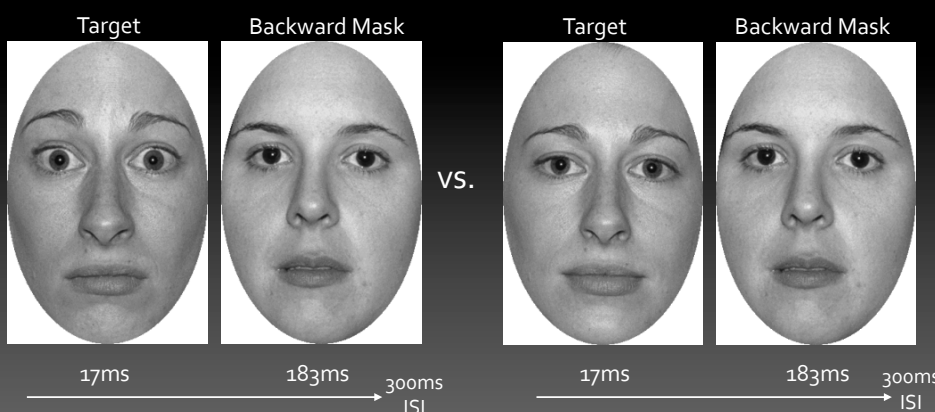 Target Backward Mask Target Backward Mask
vs.
17ms 183ms 300ms 17ms 183ms 300ms
ISI ISI